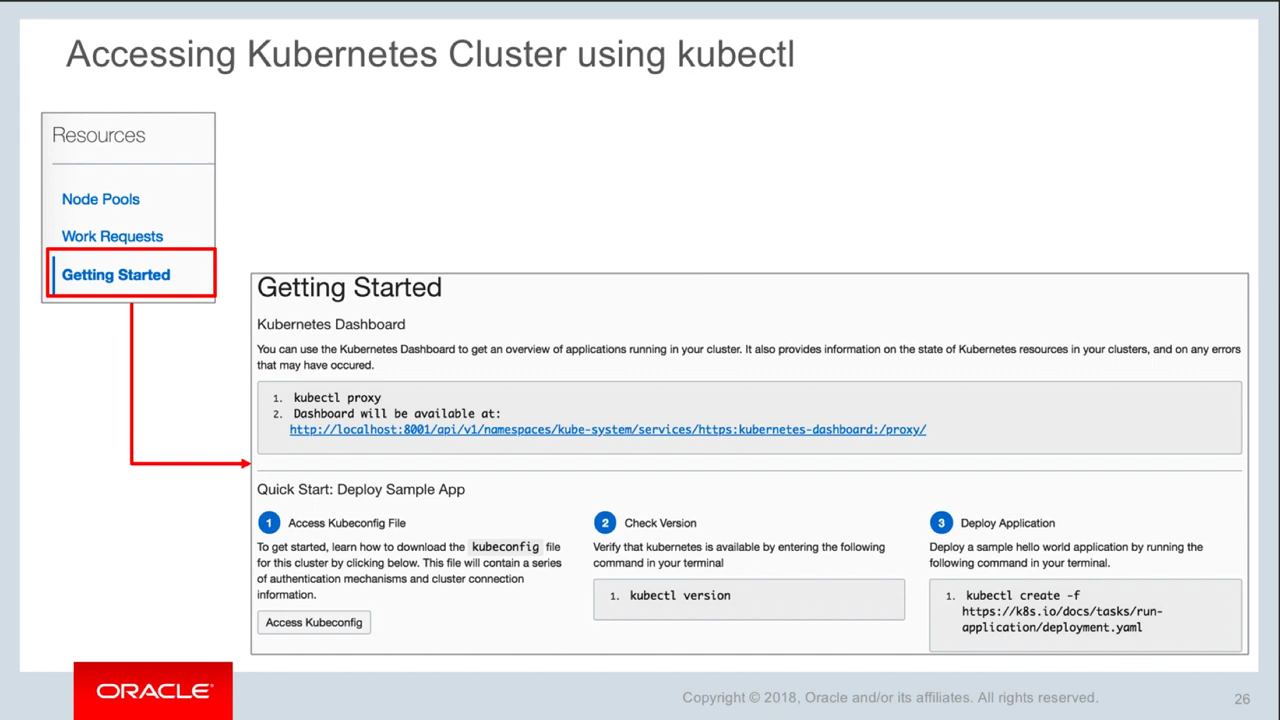 Accessing Kubernetes Cluster using kubectl
Resources
Node Pools
Work Requests
Getting Started
Getting Started
Kubernetes Dashboard
You can use the Kubernetes Dashboard to get an overview of applications running in your cluster. It also provides information on the state of Kubernetes resources in your clusters, and on any errors
that may have occured.
1. kubectl proxy
2. Dashboard will be available at:
http://localhost:8001/api/v1/namespaces/kube-system/services/https:kubernetes-dashboard:/proxy/
Quick Start: Deploy Sample App
1 Access Kubeconfig File
To get started, learn how to download the kubeconfig file
for this cluster by clicking below. This file will contain a series
of authentication mechanisms and cluster connection
information.
Access Kubeconfig
2 Check Version
Verify that kubernetes is available by entering the following
command in your terminal
1. kubectl version
3 Deploy Application
Deploy a sample hello world application by running the
following command in your terminal.
1. kubectl create -f
https://k8s.io/docs/tasks/run-
application/deployment.yaml
ORACLE®
Copyright © 2018, Oracle and/or its affiliates. All rights reserved.
26